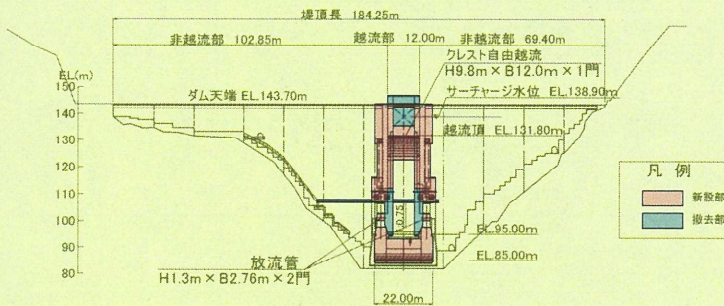 堤頂長 184.25m
非越流部 102.85m
越流部 12.00m
非越流部 69.40m
クレスト自由越流
H9.8m×B12.0m×1門
EL(m)
ダム天端 EL.143.70m
サーチャージ水位 EL.138.90m
越流頂 EL.131.80m
150
140
130
120
110
100
90
80
凡例
新設部
撤去部
1:0.75
EL.95.00m
EL.85.00m
放流管
H1.3m×B2.76m×2門
22.00m